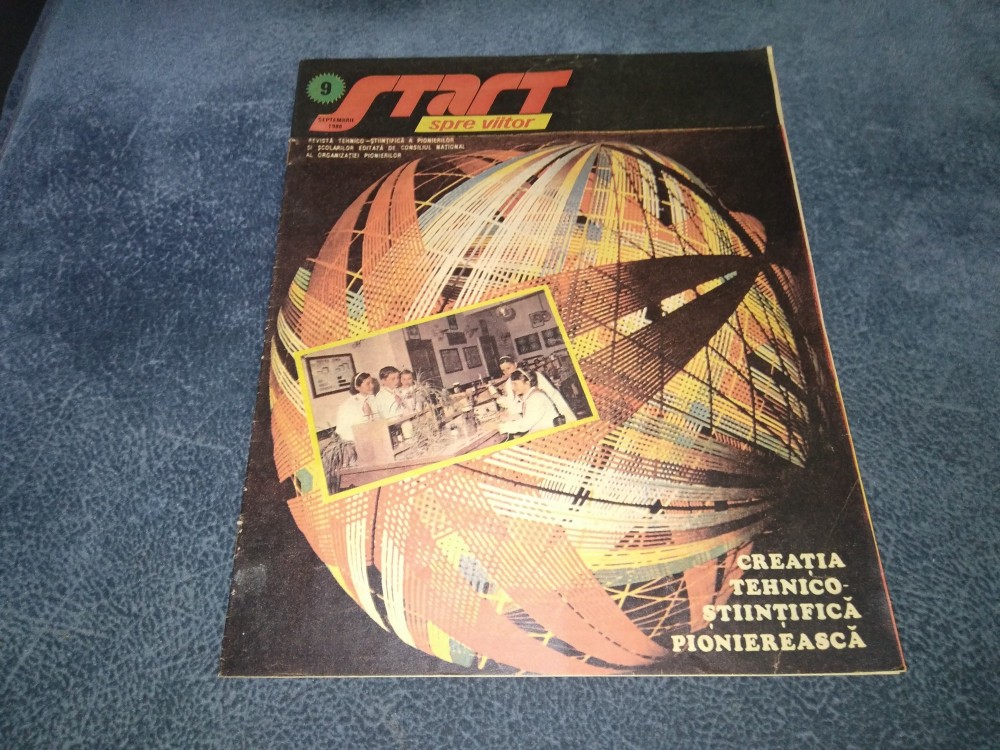 9
START
spre viitor
SEPTEMBRIE
REVISTĂ TEHNICO-ȘTIINȚIFICĂ A PIONIERILOR
ȘI ȘCOLARILOR EDITATĂ DE CONSILIUL NAȚIONAL
AL ORGANIZAȚIEI PIONIERILOR
CREAȚIA
TEHNICO-
ȘTIINȚIFICĂ
PIONIEREASCĂ